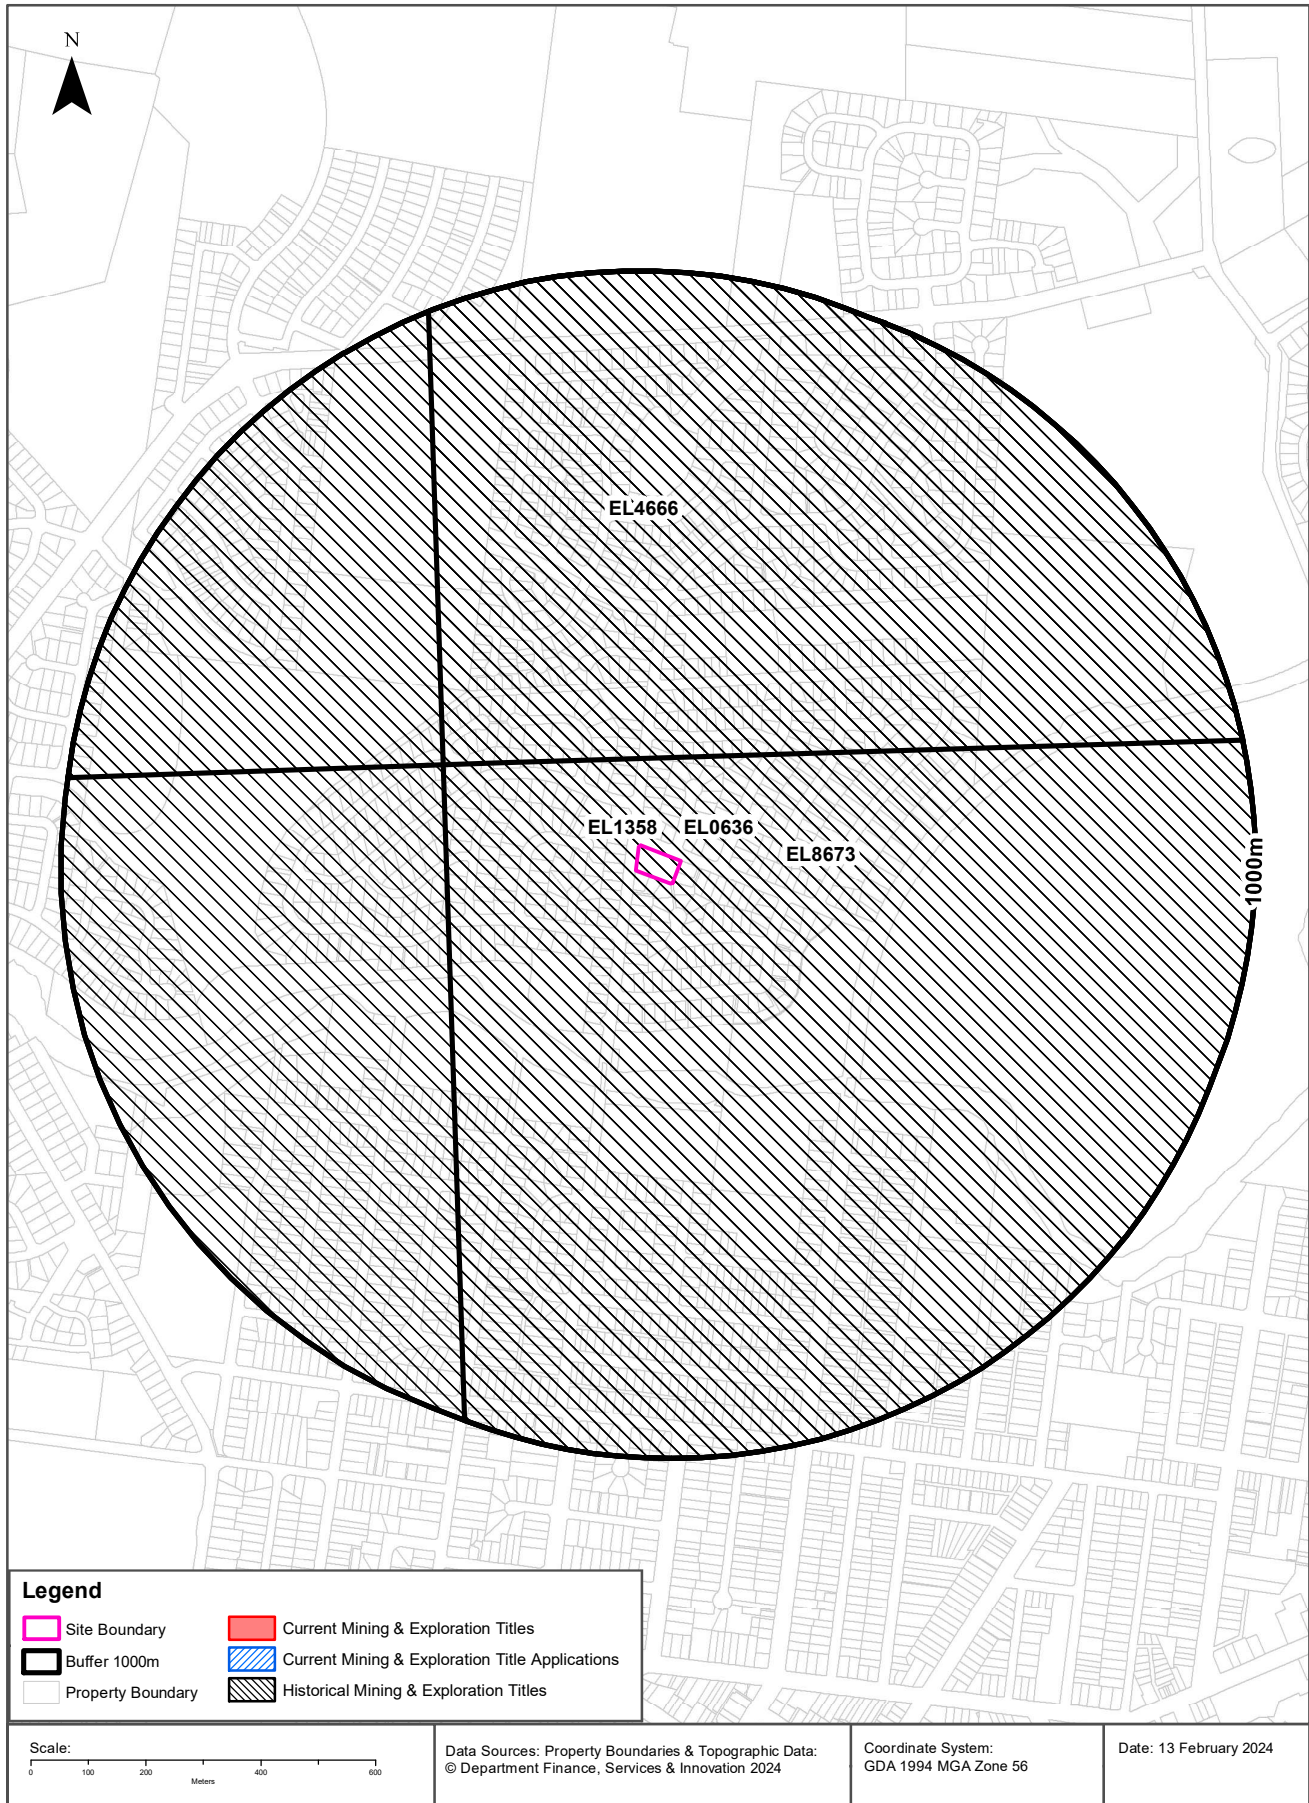 N
EL4666
EL1358
EL0636
EL8673
1000m
Legend
Site Boundary
Buffer 1000m
Property Boundary
Current Mining & Exploration Titles
Current Mining & Exploration Title Applications
Historical Mining & Exploration Titles
Scale:
0 100 200 400 600
Meters
Data Sources: Property Boundaries & Topographic Data:
© Department Finance, Services & Innovation 2024
Coordinate System:
GDA 1994 MGA Zone 56
Date: 13 February 2024